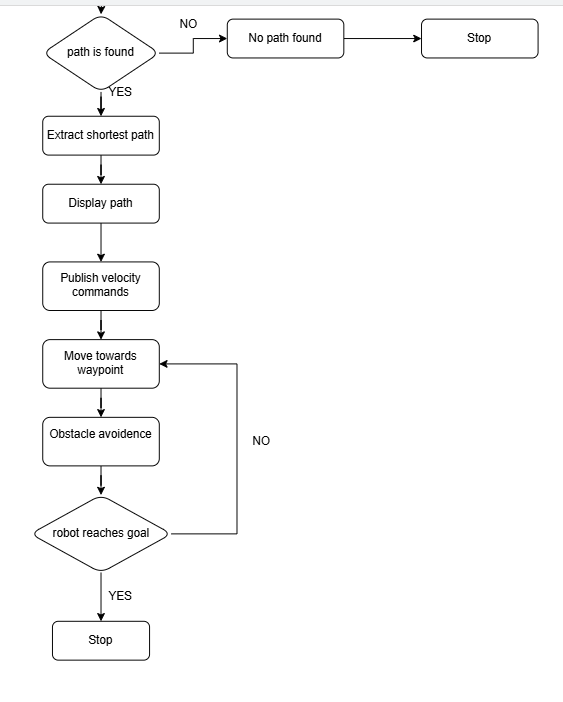 NO
path is found
No path found
Stop
YES
Extract shortest path
Display path
Publish velocity
commands
Move towards
waypoint
Obstacle avoidence
NO
robot reaches goal
YES
Stop